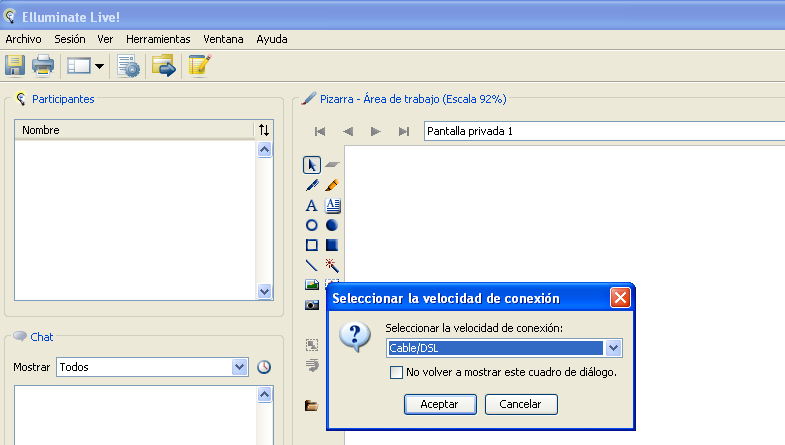 Elluminate Live!
Archivo Sesión Ver Herramientas Ventana Ayuda
Participantes
Nombre
Pizarra - Área de trabajo (Escala 92%)
Pantalla privada 1
A A
Seleccionar la velocidad de conexión
Seleccionar la velocidad de conexión:
Cable/DSL
No volver a mostrar este cuadro de diálogo.
Aceptar Cancelar
Chat
Mostrar Todos